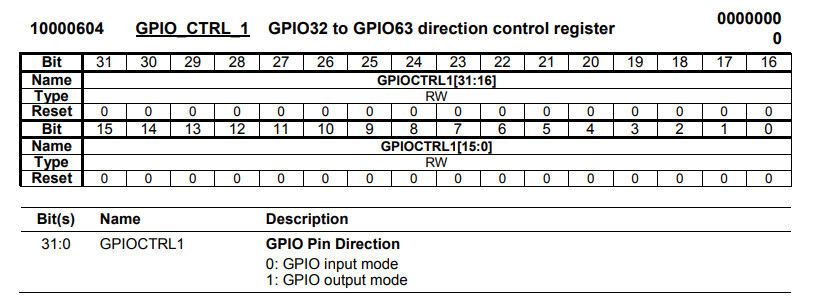 10000604 GPIO_CTRL_1 GPIO32 to GPIO63 direction control register 0000000
0
Bit 31 30 29 28 27 26 25 24 23 22 21 20 19 18 17 16
Name GPIOCTRL1[31:16]
Type RW
Reset 0 0 0 0 0 0 0 0 0 0 0 0 0 0 0 0
Bit 15 14 13 12 11 10 9 8 7 6 5 4 3 2 1 0
Name GPIOCTRL1[15:0]
Type RW
Reset 0 0 0 0 0 0 0 0 0 0 0 0 0 0 0 0
Bit(s) Name Description
31:0 GPIOCTRL1 GPIO Pin Direction
0: GPIO input mode
1: GPIO output mode